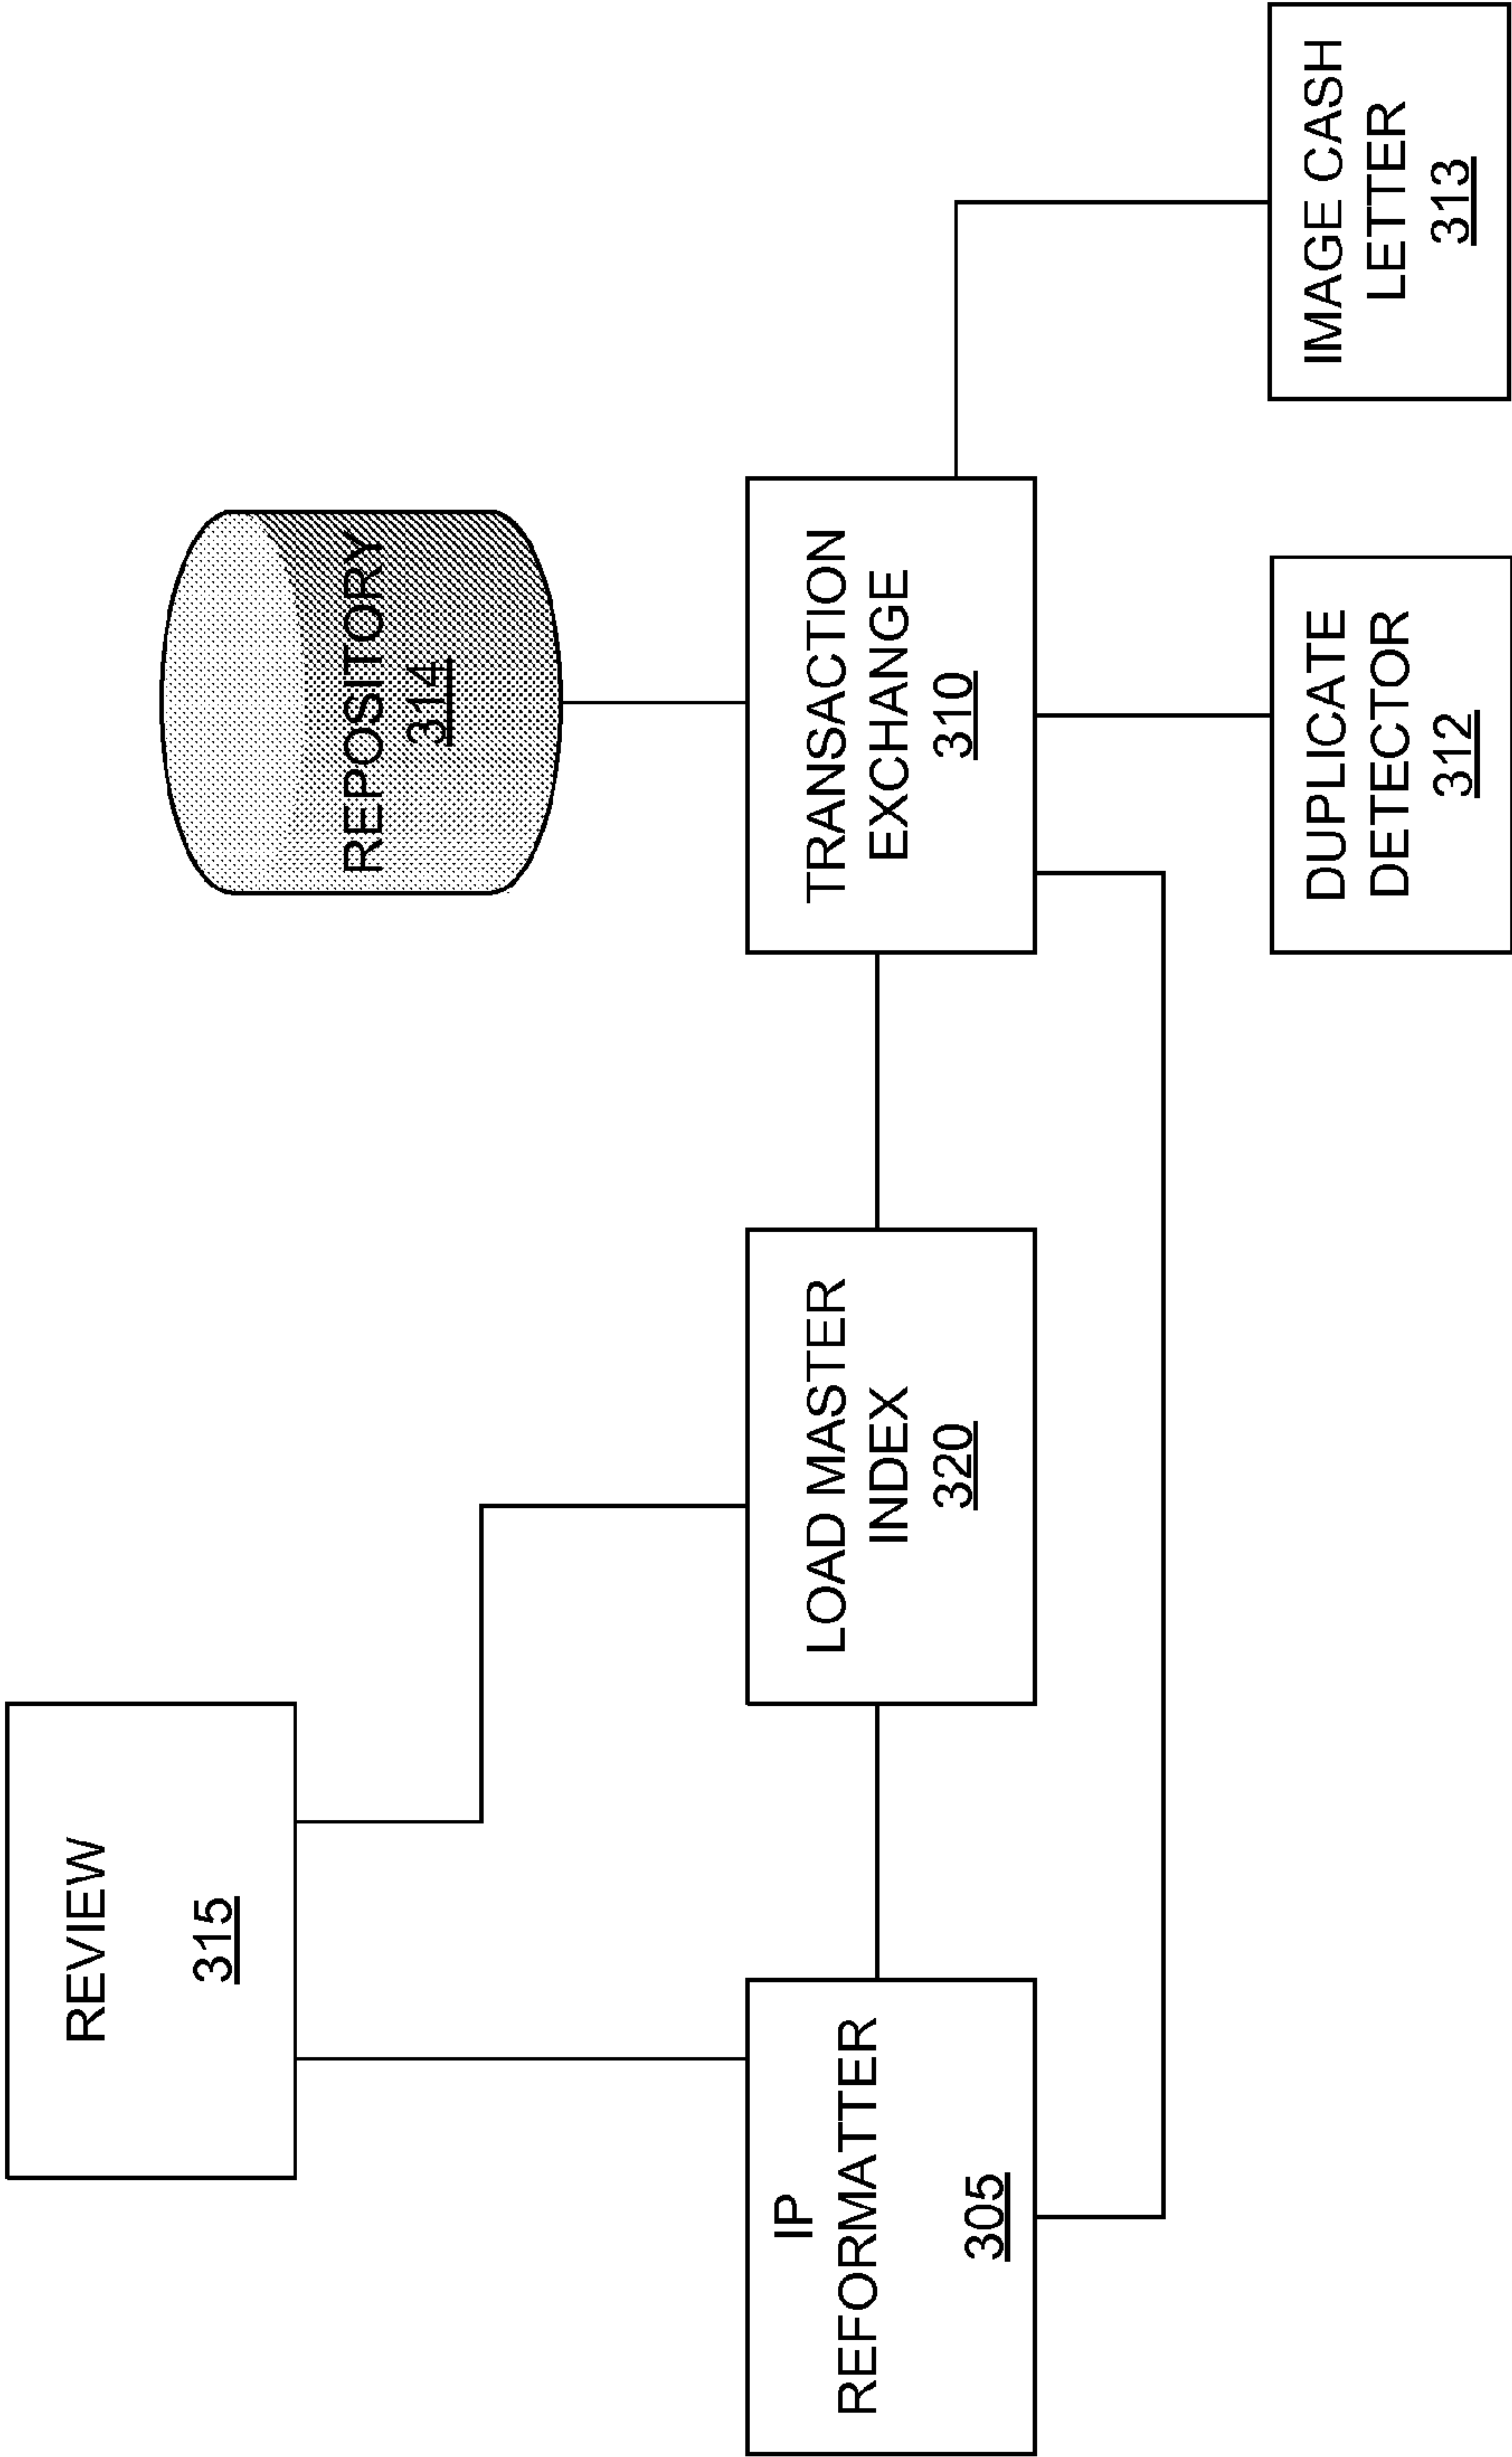 REVIEW
315
REPOSITORY
314
IP
REFORMATTER
305
LOAD MASTER
INDEX
320
TRANSACTION
EXCHANGE
310
DUPLICATE
DETECTOR
312
IMAGE CASH
LETTER
313